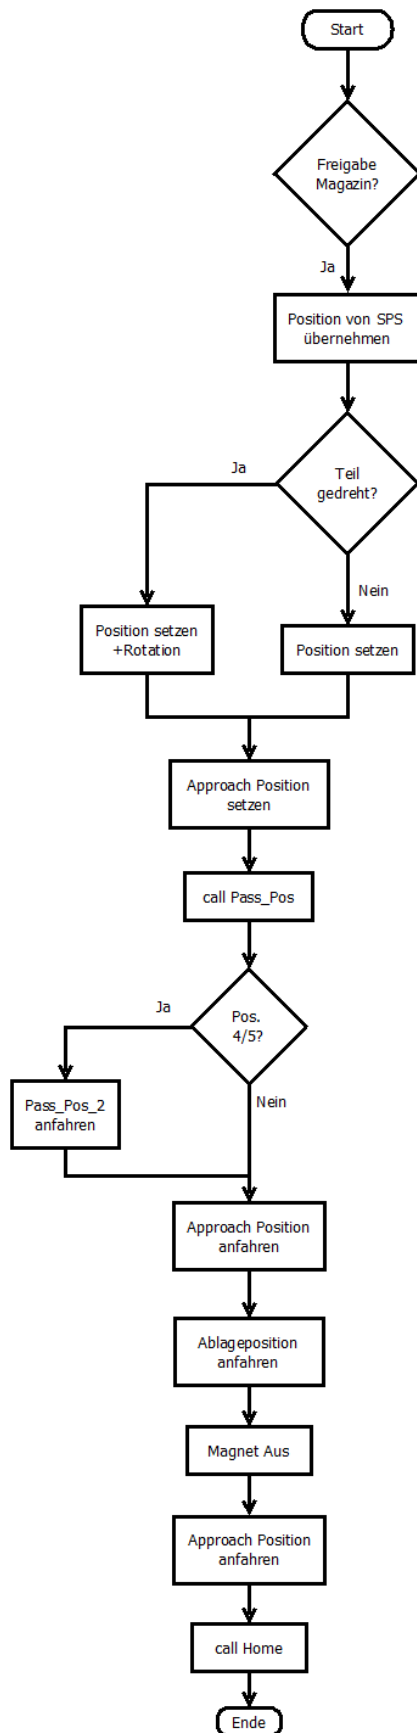 Start
Freigabe
Magazin?
Ja
Position von SPS
übernehmen
Ja
Teil
gedreht?
Nein
Position setzen
+Rotation
Position setzen
Approach Position
setzen
call Pass_Pos
Ja
Pos.
4/5?
Pass_Pos_2
anfahren
Nein
Approach Position
anfahren
Ablageposition
anfahren
Magnet Aus
Approach Position
anfahren
call Home
Ende